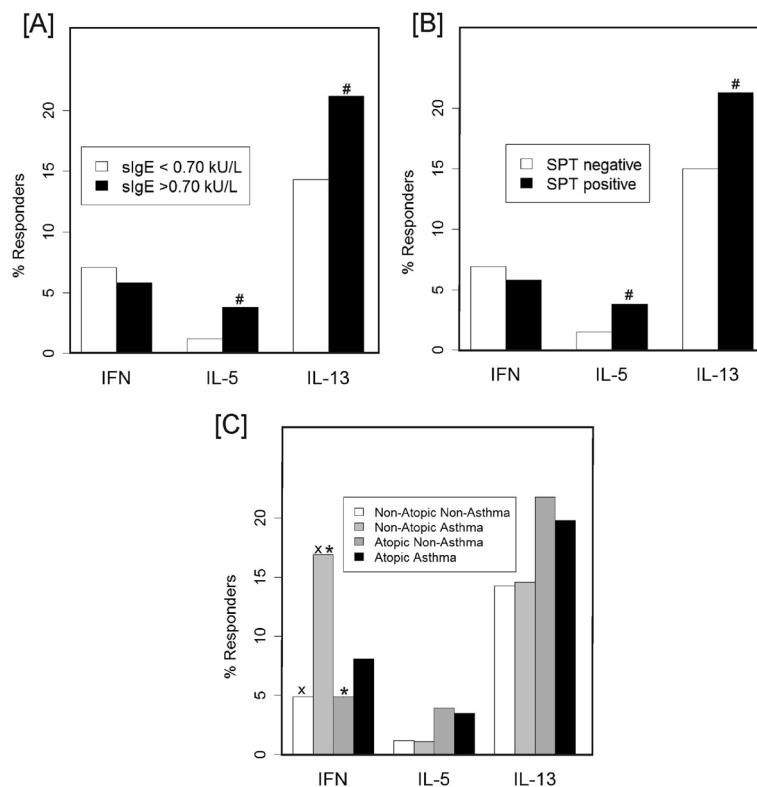 [A]
% Responders
20
15
10
5
0
sIgE < 0.70 kU/L
sIgE >0.70 kU/L
#
#
IFN IL-5 IL-13
[B]
% Responders
20
15
10
5
0
SPT negative
SPT positive
#
#
IFN IL-5 IL-13
[C]
% Responders
20
15
10
5
0
Non-Atopic Non-Asthma
Non-Atopic Asthma
Atopic Non-Asthma
Atopic Asthma
x*
x *
IFN IL-5 IL-13